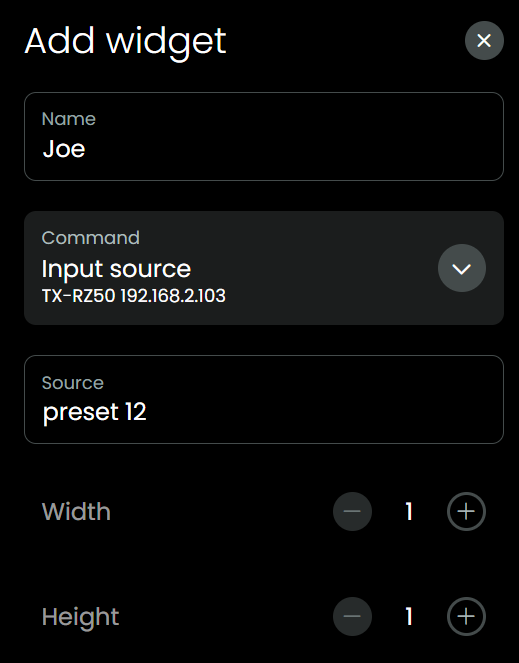 Add widget
Name
Joe
Command
Input source
TX-RZ50 192.168.2.103
Source
preset 12
Width
1
Height
1